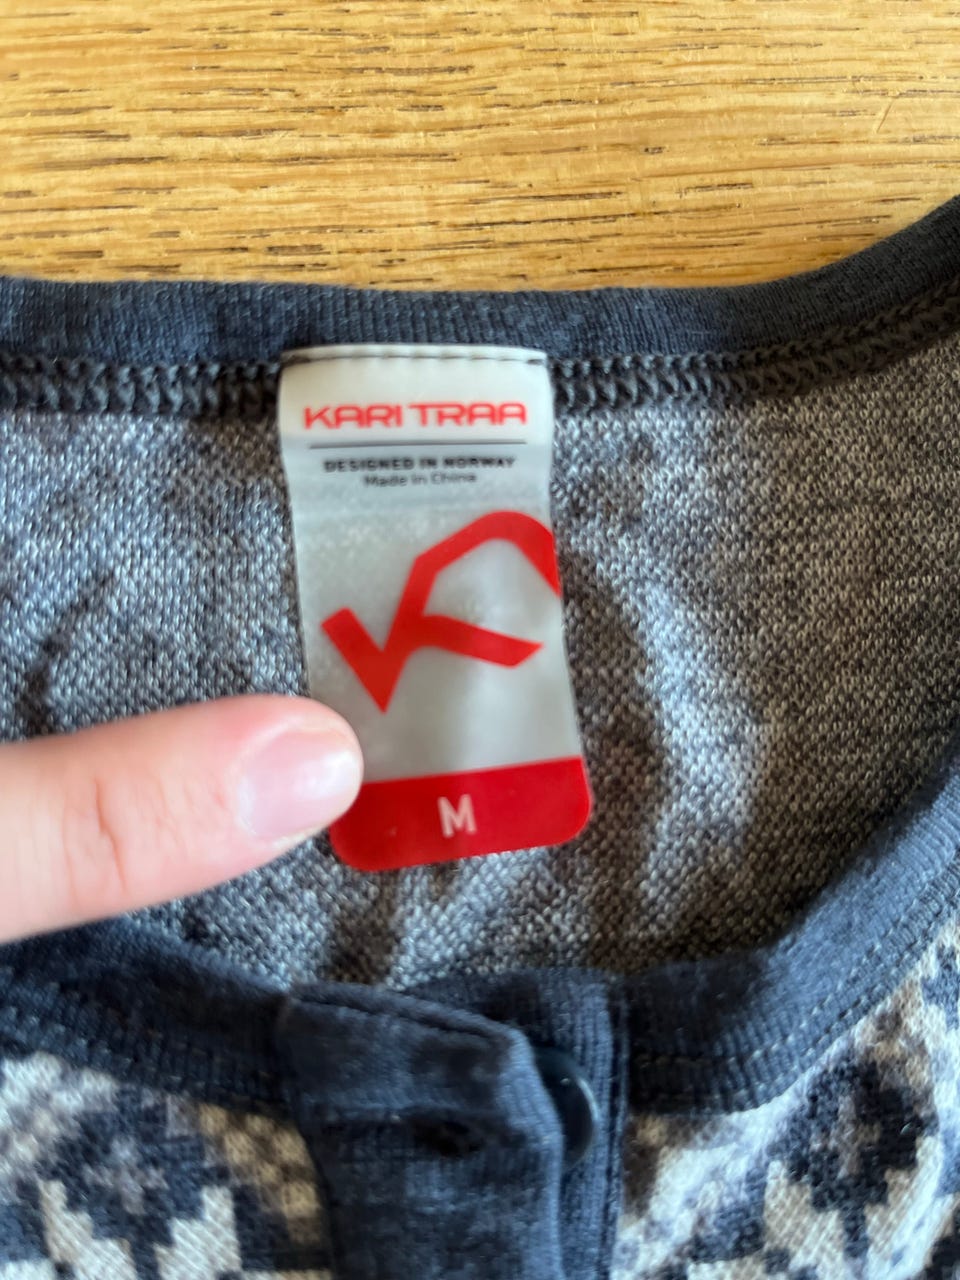 KARI TRAA
DESIGNED IN NORWAY
Made in China
M